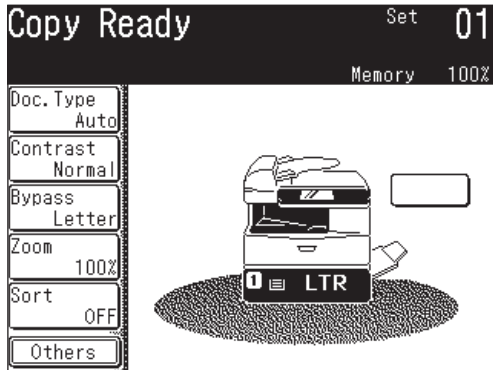 Copy Ready
Set 01
Memory 100%
Doc.Type
Auto
Contrast
Normal
Bypass
Letter
Zoom
100%
Sort
OFF
Others
1 LTR